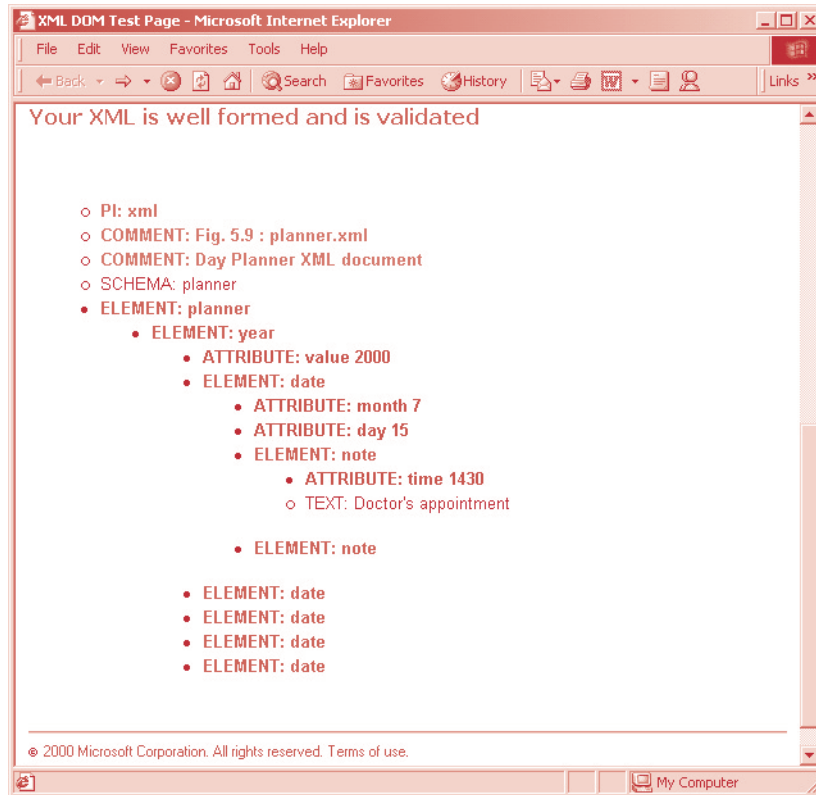 XML DOM Test Page - Microsoft Internet Explorer
File Edit View Favorites Tools Help
Back Search Favorites History Links »
Your XML is well formed and is validated
PI: xml
COMMENT: Fig. 5.9 : planner.xml
COMMENT: Day Planner XML document
SCHEMA: planner
ELEMENT: planner
ELEMENT: year
ATTRIBUTE: value 2000
ELEMENT: date
ATTRIBUTE: month 7
ATTRIBUTE: day 15
ELEMENT: note
ATTRIBUTE: time 1430
TEXT: Doctor's appointment
ELEMENT: note
ELEMENT: date
ELEMENT: date
ELEMENT: date
ELEMENT: date
© 2000 Microsoft Corporation. All rights reserved. Terms of use.
My Computer